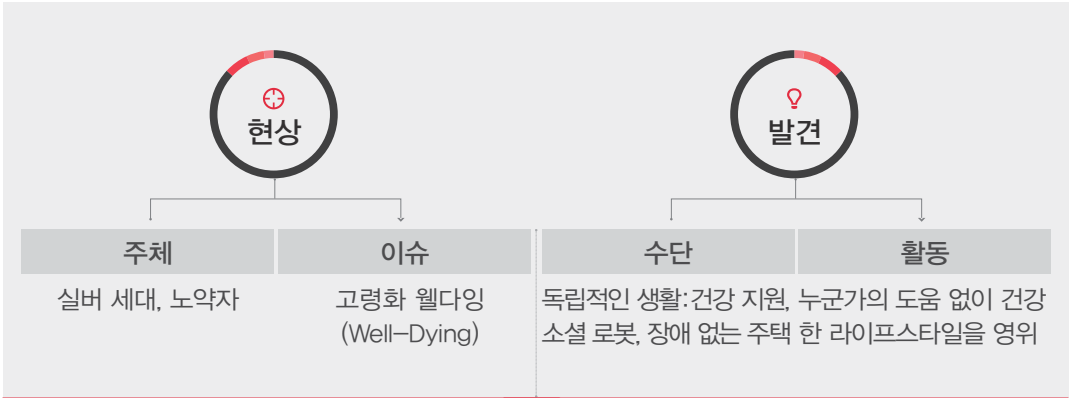 현상
발견
주체
이슈
수단
활동
실버 세대, 노약자
고령화 웰다잉
(Well-Dying)
독립적인 생활:건강 지원,
소셜 로봇, 장애 없는 주택
누군가의 도움 없이 건강
한 라이프스타일을 영위